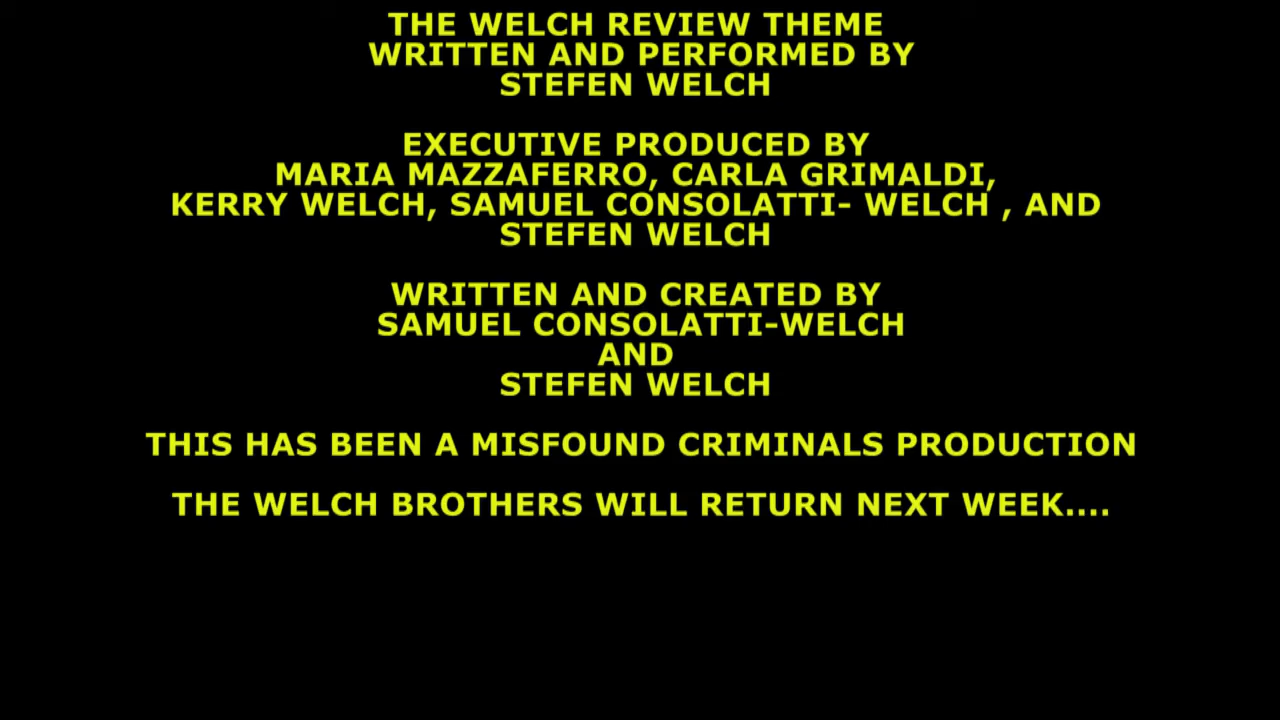 THE WELCH REVIEW THEME
WRITTEN AND PERFORMED BY
STEFEN WELCH
EXECUTIVE PRODUCED BY
MARIA MAZZAFERRO, CARLA GRIMALDI,
KERRY WELCH, SAMUEL CONSOLATTI- WELCH , AND
STEFEN WELCH
WRITTEN AND CREATED BY
SAMUEL CONSOLATTI-WELCH
AND
STEFEN WELCH
THIS HAS BEEN A MISFOUND CRIMINALS PRODUCTION
THE WELCH BROTHERS WILL RETURN NEXT WEEK....